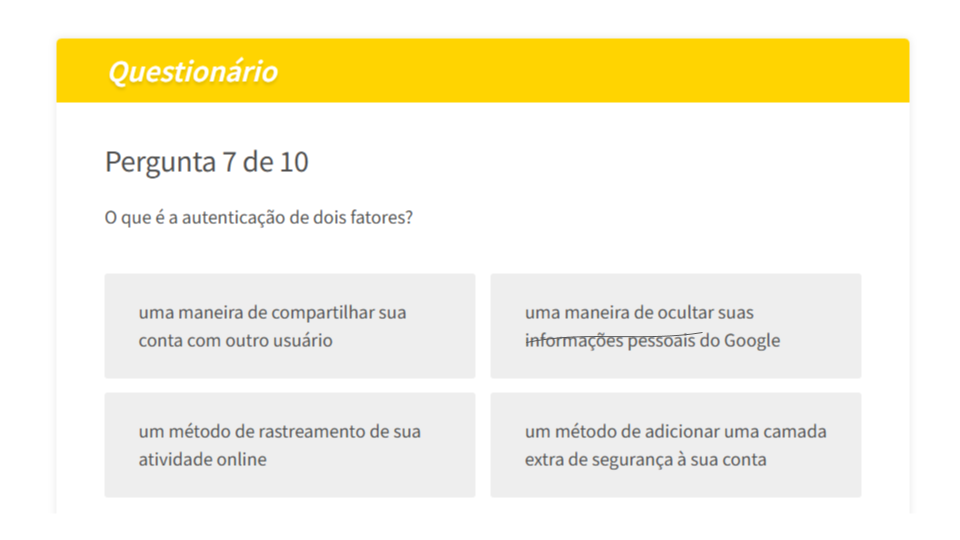 Questionário
Pergunta 7 de 10
O que é a autenticação de dois fatores?
uma maneira de compartilhar sua
conta com outro usuário
uma maneira de ocultar suas
informações pessoais do Google
um método de rastreamento de sua
atividade online
um método de adicionar uma camada
extra de segurança à sua conta